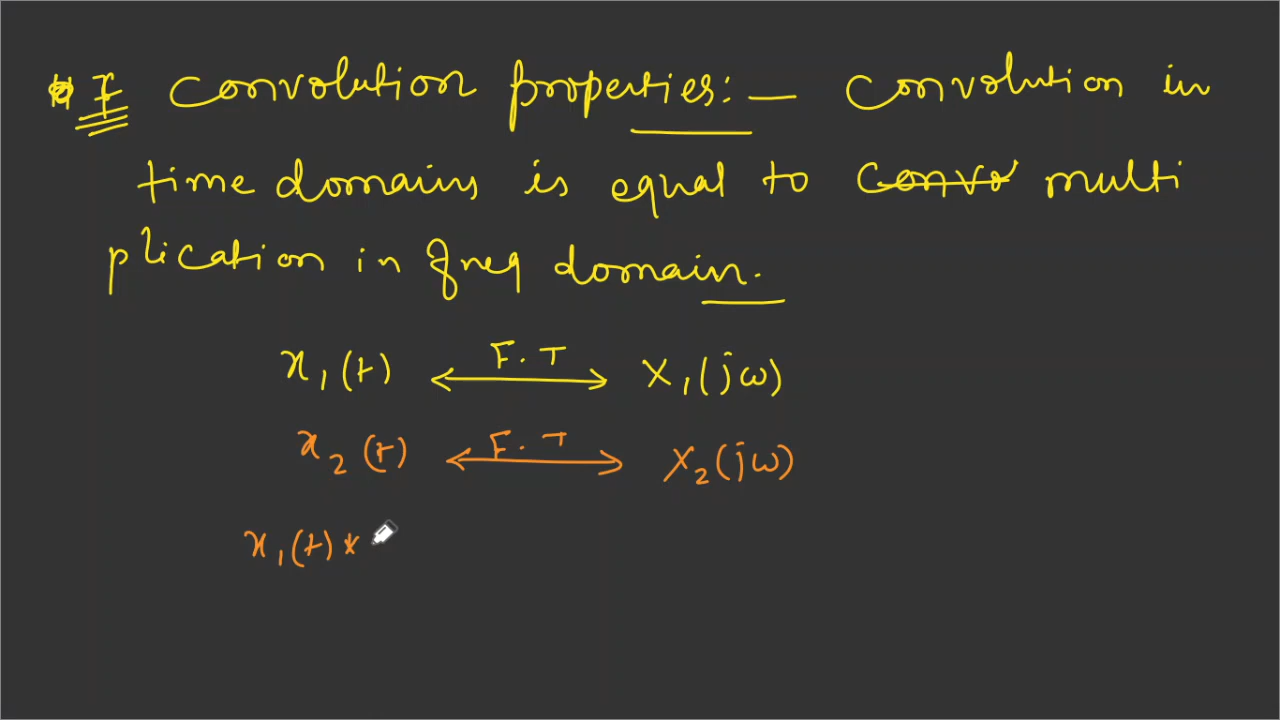 I Convolution properties:— Convolution in
time domains is equal to convo multi
plication in freq domain.
x₁(t) ⟷ F.T X₁(jω)
x₂(t) ⟷ F.T X₂(jω)
x₁(t) *